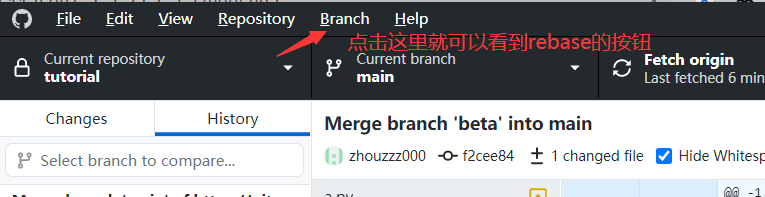 File Edit View Repository Branch Help
点击这里就可以看到rebase的按钮
Current repository
tutorial
Current branch
main
Fetch origin
Last fetched 6 min
Changes
History
Select branch to compare...
Merge branch 'beta' into main
zhouzzz000 f2cee84 1 changed file Hide Whitesp
a.py
@@ -1